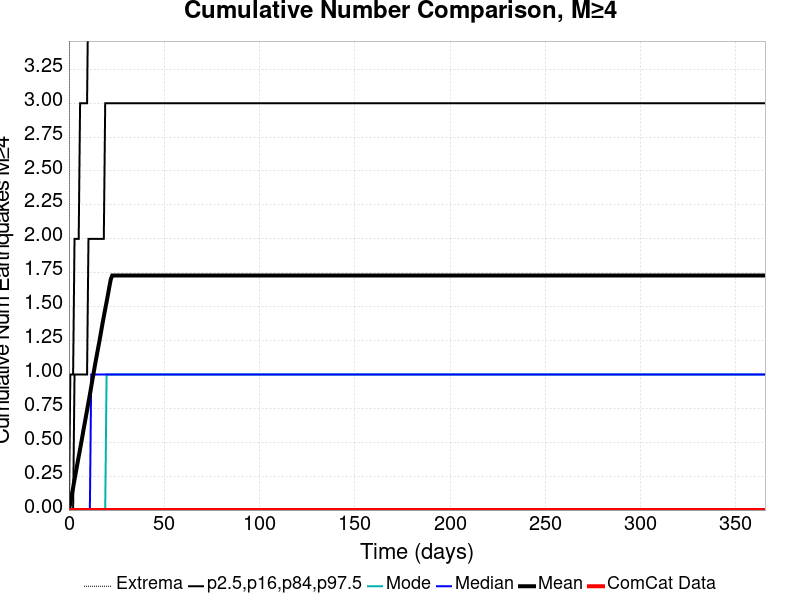 Cumulative Number Comparison, M≥4
Cumulative Num Earthquakes M≥4
3.25
3.00
2.75
2.50
2.25
2.00
1.75
1.50
1.25
1.00
0.75
0.50
0.25
0.00
0 50 100 150 200 250 300 350
Time (days)
Extrema p2.5,p16,p84,p97.5 Mode Median Mean ComCat Data